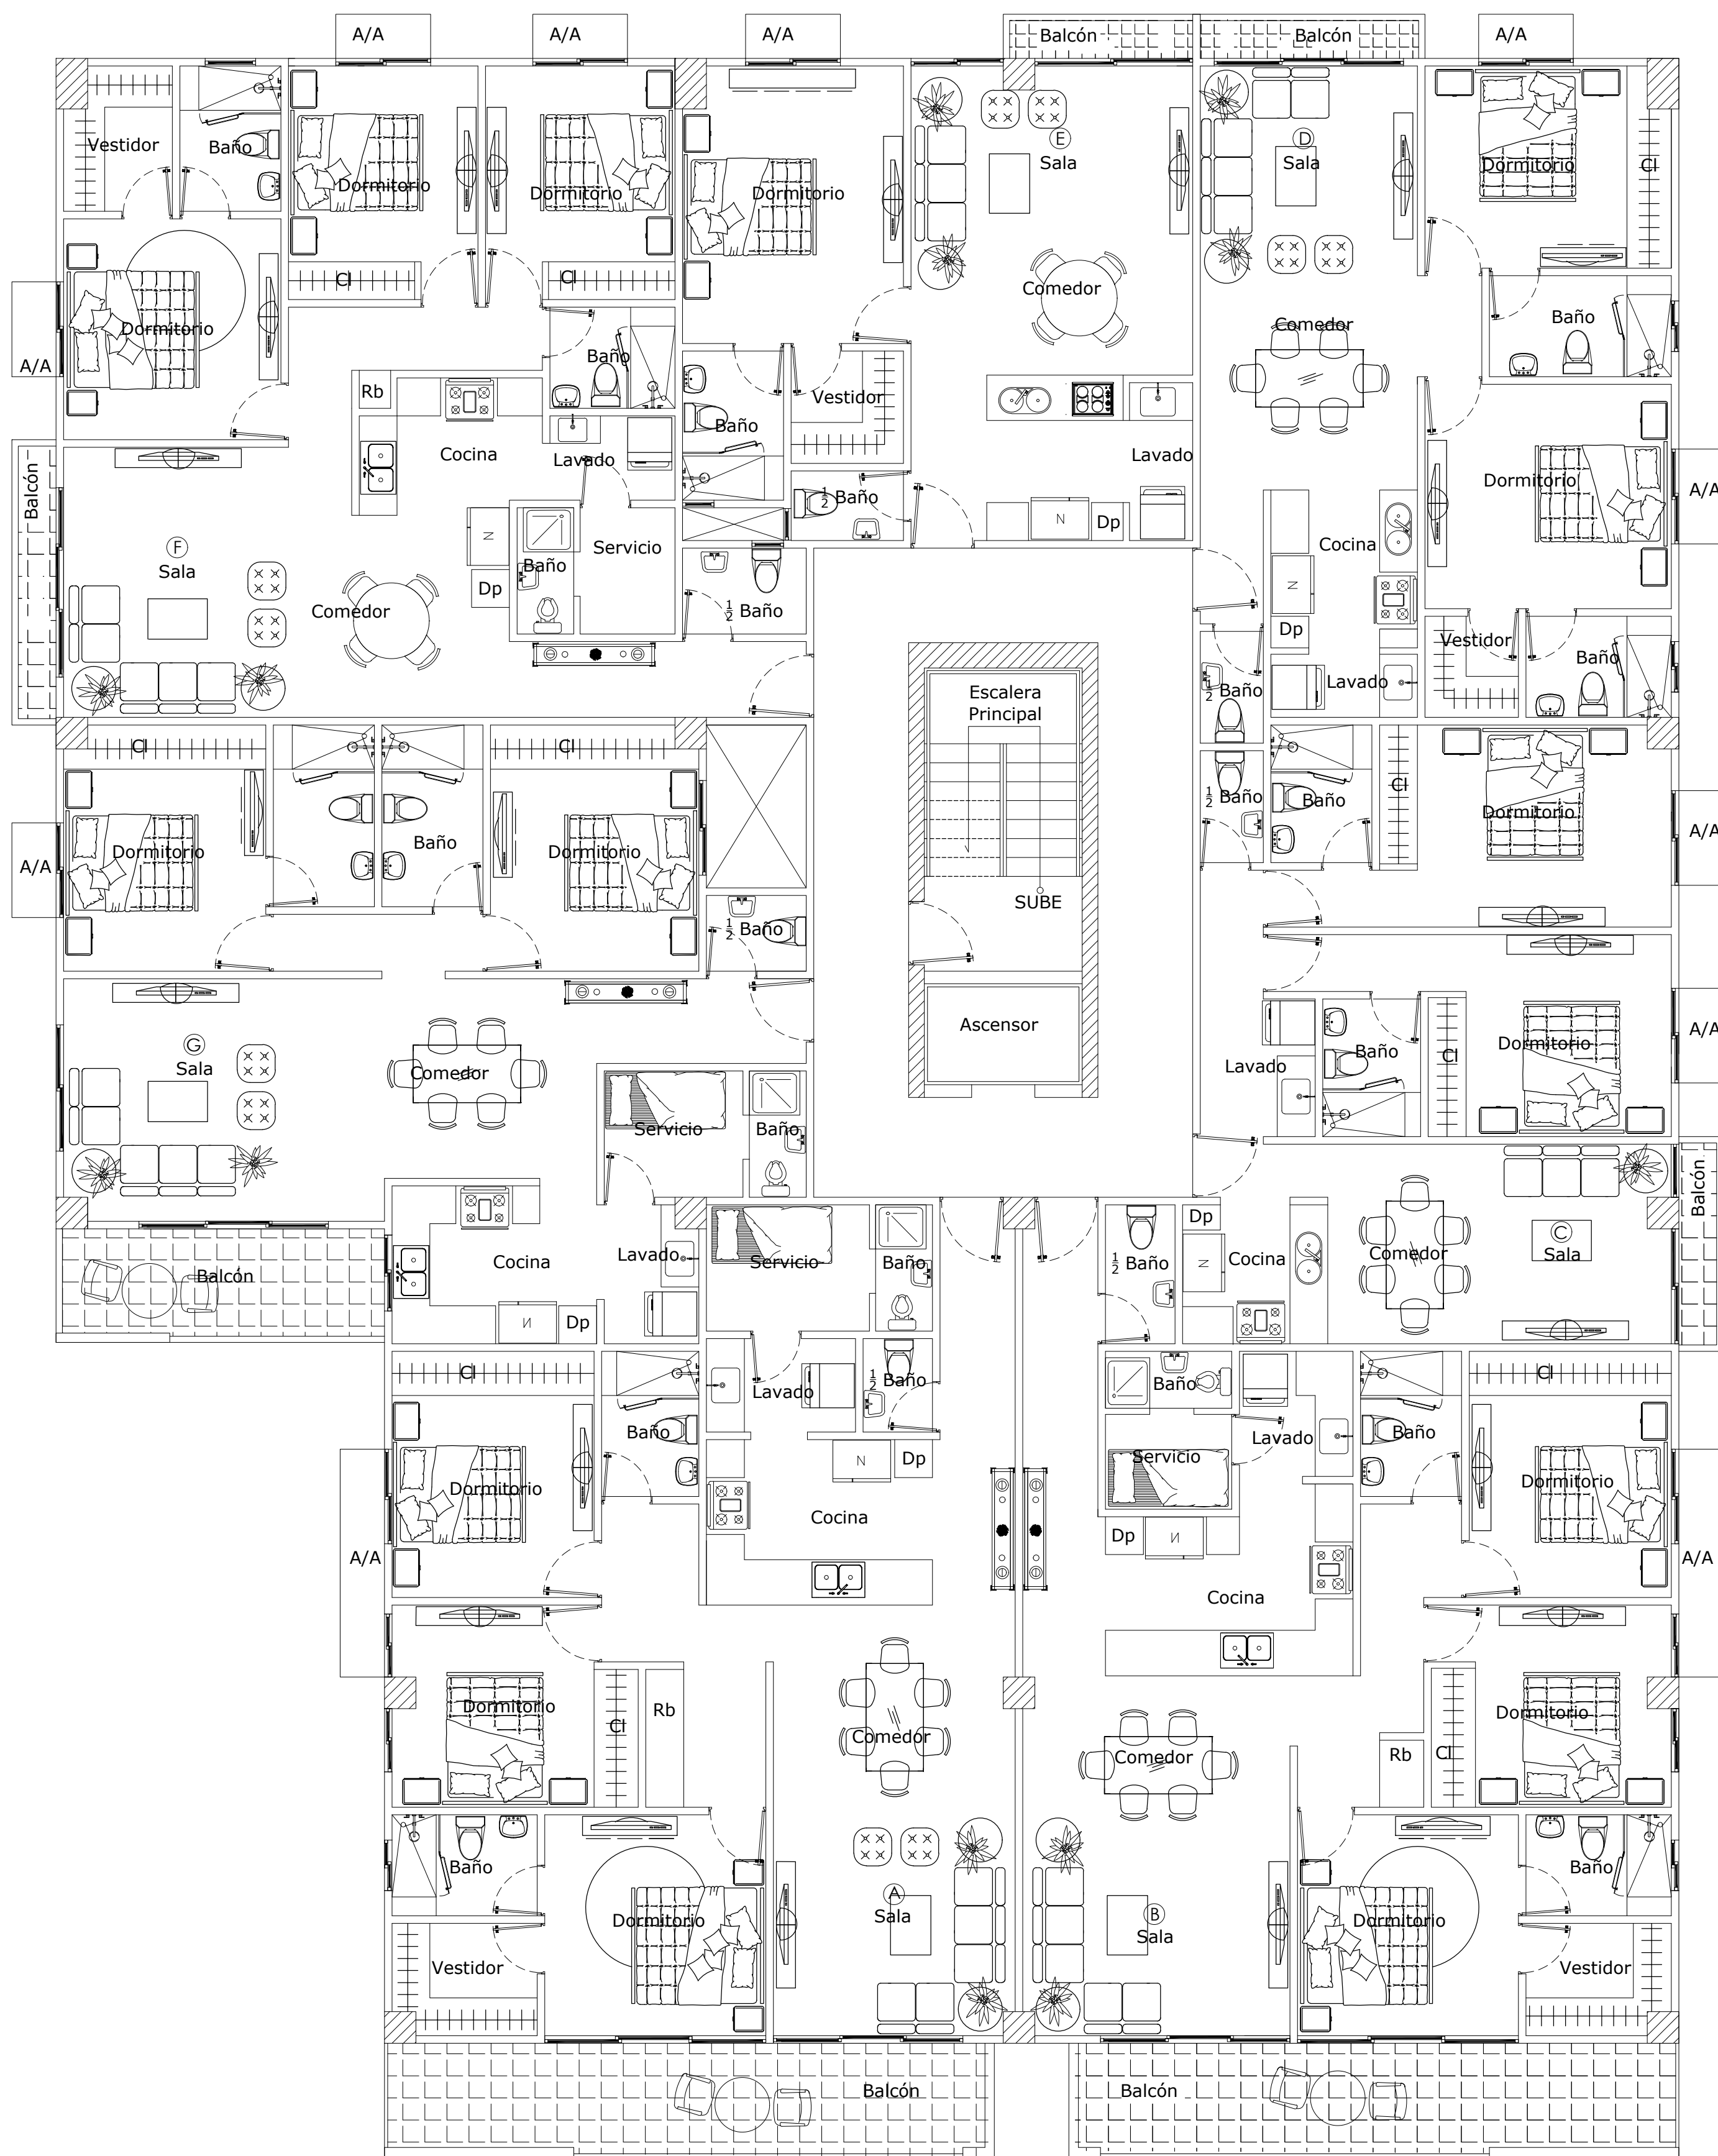 A/A
A/A
A/A
Balcón
Balcón
A/A
Vestidor
Baño
Dormitorio
Dormitorio
Dormitorio
E
Sala
D
Sala
Dormitorio
Cl
Cl
Cl
Dormitorio
A/A
Comedor
Comedor
Baño
Baño
Rb
Vestidor
Baño
Cocina
Lavado
Lavado
Balcón
1/2 Baño
Dormitorio
A/A
F
Sala
Servicio
Baño
N
Dp
N
Dp
Cocina
N
Dp
Comedor
1/2 Baño
Vestidor
Baño
Lavado
1/2 Baño
Escalera
Principal
Cl
Cl
1/2 Baño
Baño
Cl
Dormitorio
A/A
Dormitorio
Baño
Dormitorio
A/A
SUBE
1/2 Baño
Ascensor
G
Sala
Comedor
Lavado
Baño
Cl
Dormitorio
A/A
Servicio
Baño
Balcón
Balcón
Cocina
Lavado
Servicio
Baño
1/2 Baño
Dp
N
Cocina
Comedor
C
Sala
N
Dp
Cl
Lavado
1/2 Baño
Baño
Lavado
Baño
Cl
Dormitorio
Baño
N
Dp
Servicio
Dormitorio
A/A
Cocina
Dp
N
Cocina
A/A
Dormitorio
Cl
Rb
Comedor
Comedor
Rb
Cl
Dormitorio
Baño
Dormitorio
A
Sala
B
Sala
Dormitorio
Baño
Vestidor
Vestidor
Balcón
Balcón